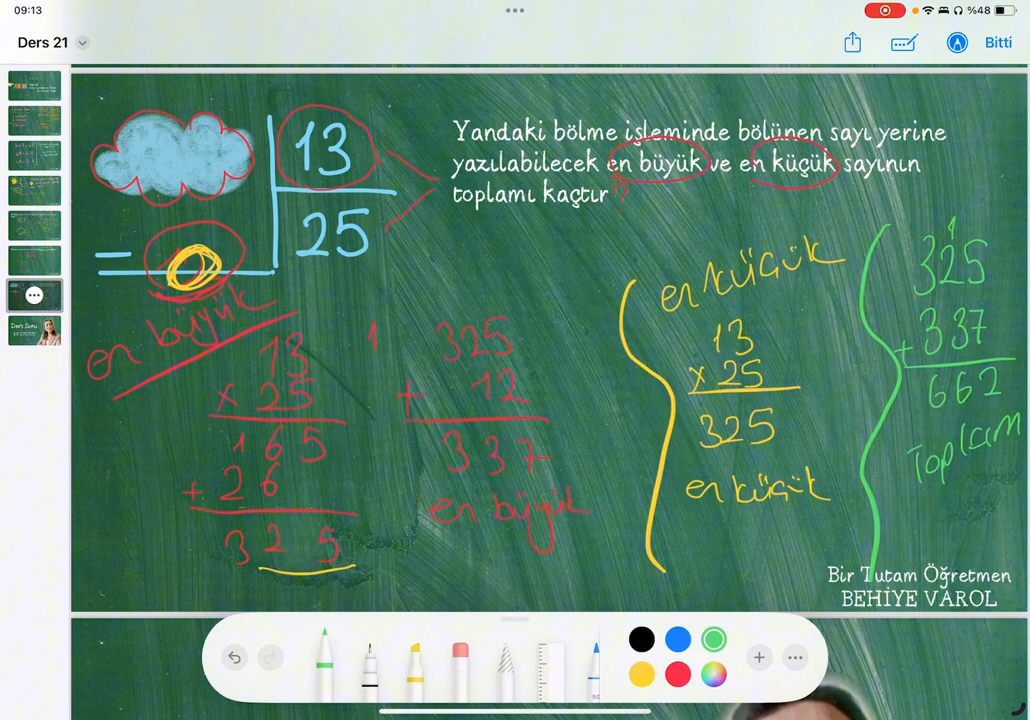 09:13
%48
Ders 21
Bitti
13
25
Yandaki bölme işleminde bölünen sayı yerine
yazılabilecek en büyük ve en küçük sayının
toplamı kaçtır?
en büyük
13
x 25
165
+ 26
325
1
325
+ 12
337
en büyük
en küçük
13
x 25
325
en küçük
1
325
+ 337
662
Toplam
Bir Tutam Öğretmen
BEHİYE VAROL